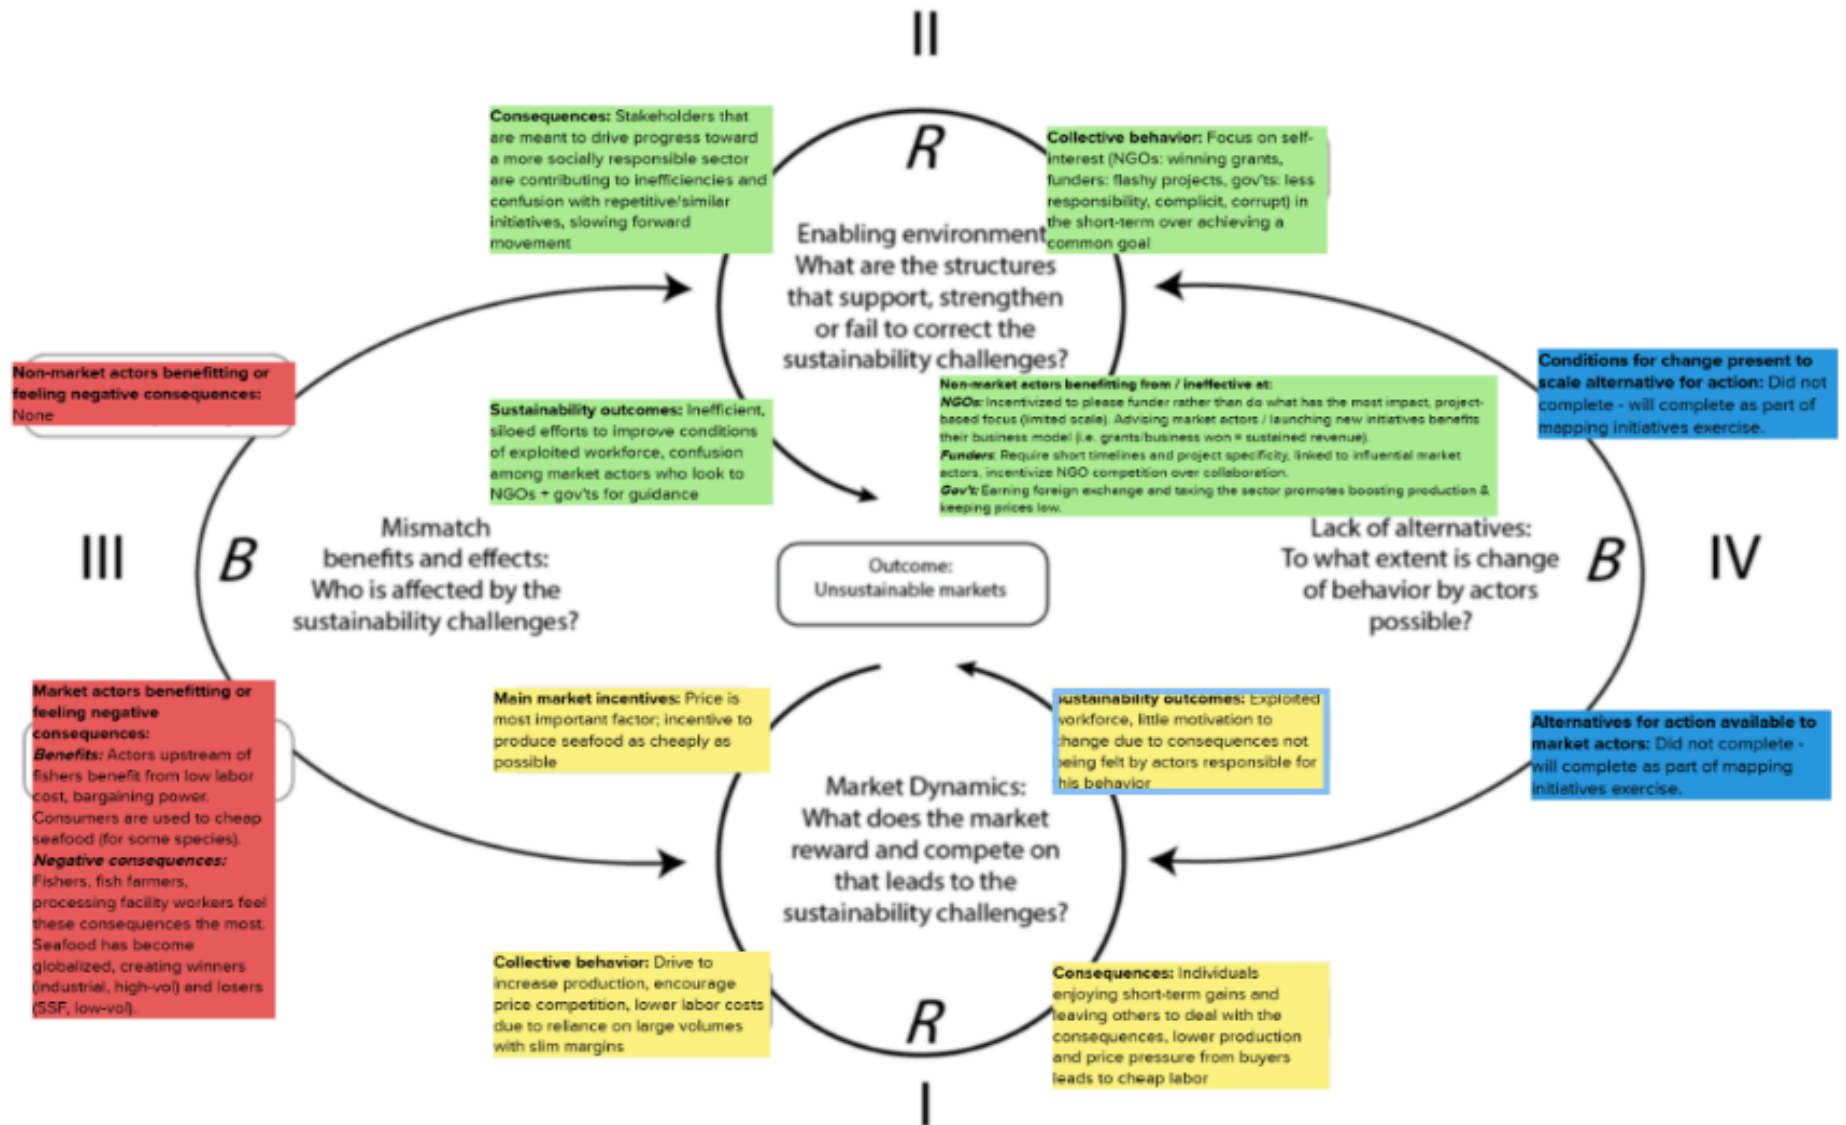 II
Consequences: Stakeholders that
are meant to drive progress toward
a more socially responsible sector
are contributing to inefficiencies and
confusion with repetitive/similar
initiatives, slowing forward
movement
R
Collective behavior: Focus on self-
interest (NGOs: winning grants,
funders: flashy projects, gov'ts: less
responsibility, complicit, corrupt) in
the short-term over achieving a
common goal
Enabling environment
What are the structures
that support, strengthen
or fail to correct the
sustainability challenges?
Non-market actors benefitting or
feeling negative consequences:
None
Sustainability outcomes: Inefficient,
siloed efforts to improve conditions
of exploited workforce, confusion
among market actors who look to
NGOs + gov'ts for guidance
Non-market actors benefitting from / ineffective at:
NGOs: Incentivized to please funder rather than do what has the most impact, project-
based focus (limited scale). Advising market actors / launching new initiatives benefits
their business model (i.e. grants/business won = sustained revenue).
Funders: Require short timelines and project specificity, linked to influential market
actors, incentivize NGO competition over collaboration.
Gov't: Earning foreign exchange and taxing the sector promotes boosting production &
keeping prices low.
Conditions for change present to
scale alternative for action: Did not
complete - will complete as part of
mapping initiatives exercise.
III
B
Mismatch
benefits and effects:
Who is affected by the
sustainability challenges?
Outcome:
Unsustainable markets
Lack of alternatives:
To what extent is change
of behavior by actors
possible?
B
IV
Market actors benefitting or
feeling negative
consequences:
Benefits: Actors upstream of
fishers benefit from low labor
cost, bargaining power.
Consumers are used to cheap
seafood (for some species).
Negative consequences:
Fishers, fish farmers,
processing facility workers feel
these consequences the most.
Seafood has become
globalized, creating winners
(industrial, high-vol) and losers
(SSF, low-vol).
Main market incentives: Price is
most important factor; incentive to
produce seafood as cheaply as
possible
sustainability outcomes: Exploited
workforce, little motivation to
change due to consequences not
being felt by actors responsible for
this behavior
Alternatives for action available to
market actors: Did not complete -
will complete as part of mapping
initiatives exercise.
Market Dynamics:
What does the market
reward and compete on
that leads to the
sustainability challenges?
Collective behavior: Drive to
increase production, encourage
price competition, lower labor costs
due to reliance on large volumes
with slim margins
R
Consequences: Individuals
enjoying short-term gains and
leaving others to deal with the
consequences, lower production
and price pressure from buyers
leads to cheap labor
I